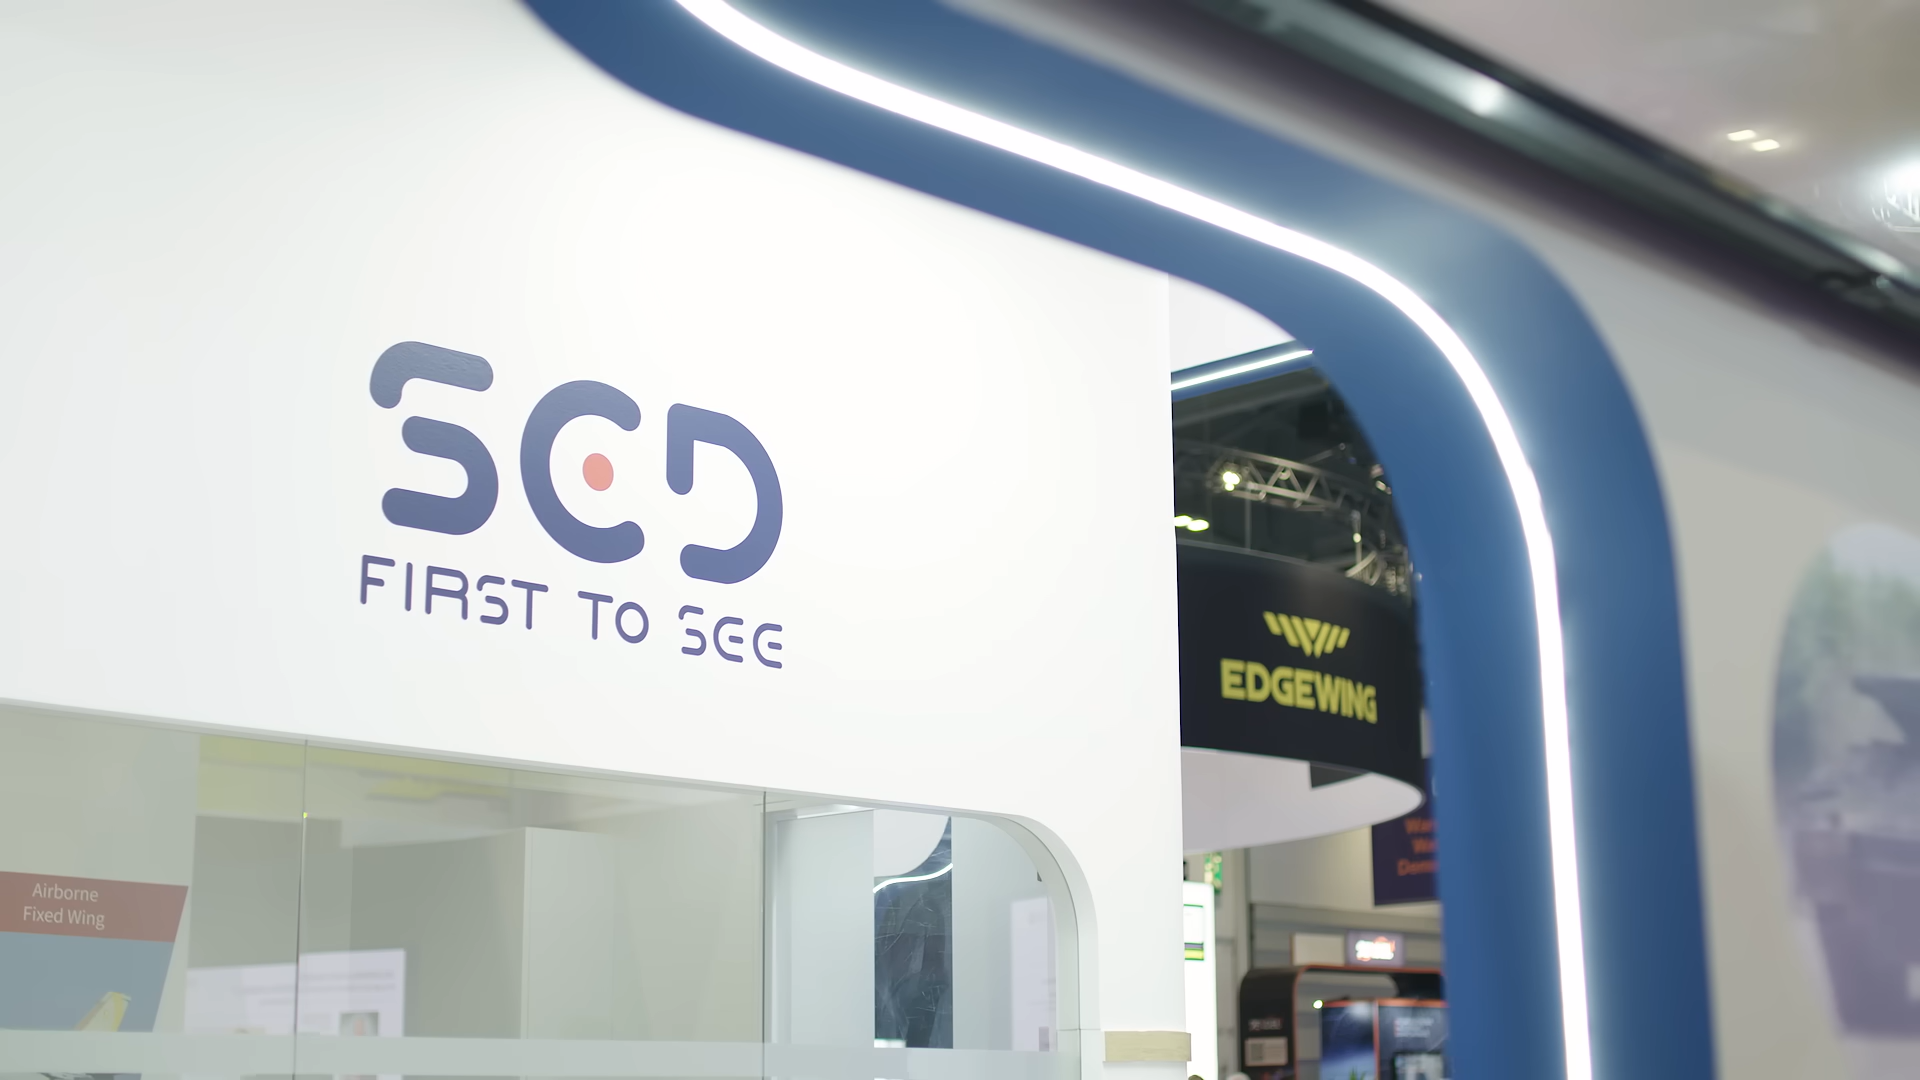 SCD
FIRST TO SEE
EDGEWING
Airborne
Fixed Wing